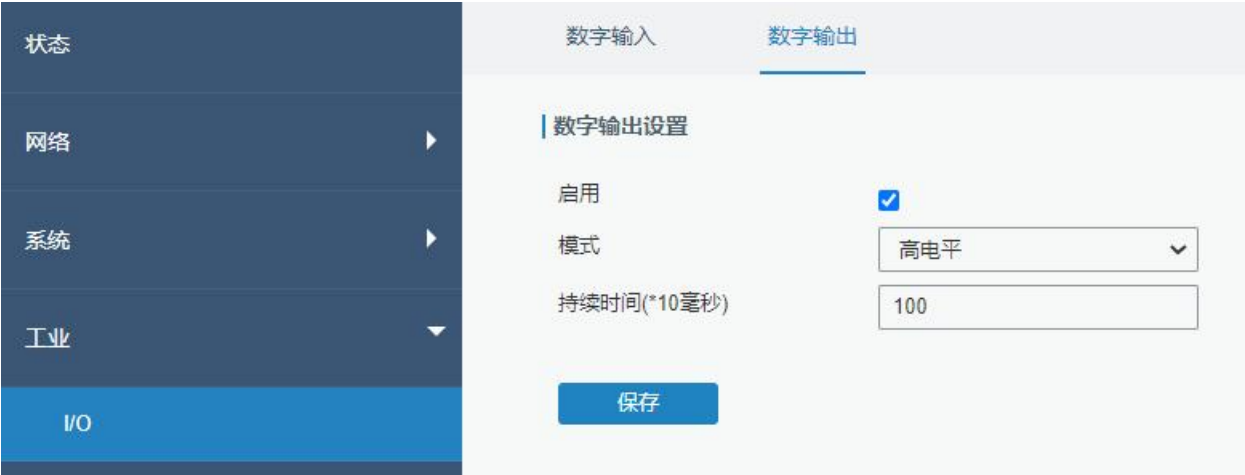 状态
网络
系统
工业
I/O
数字输入 数字输出
数字输出设置
启用
模式 高电平
持续时间(*10毫秒) 100
保存